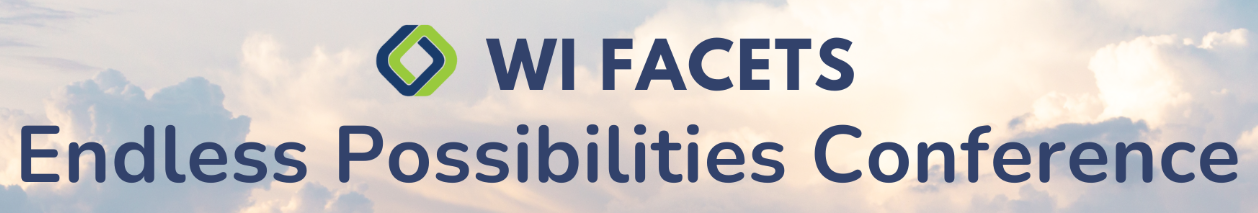 WI FACETS
Endless Possibilities Conference